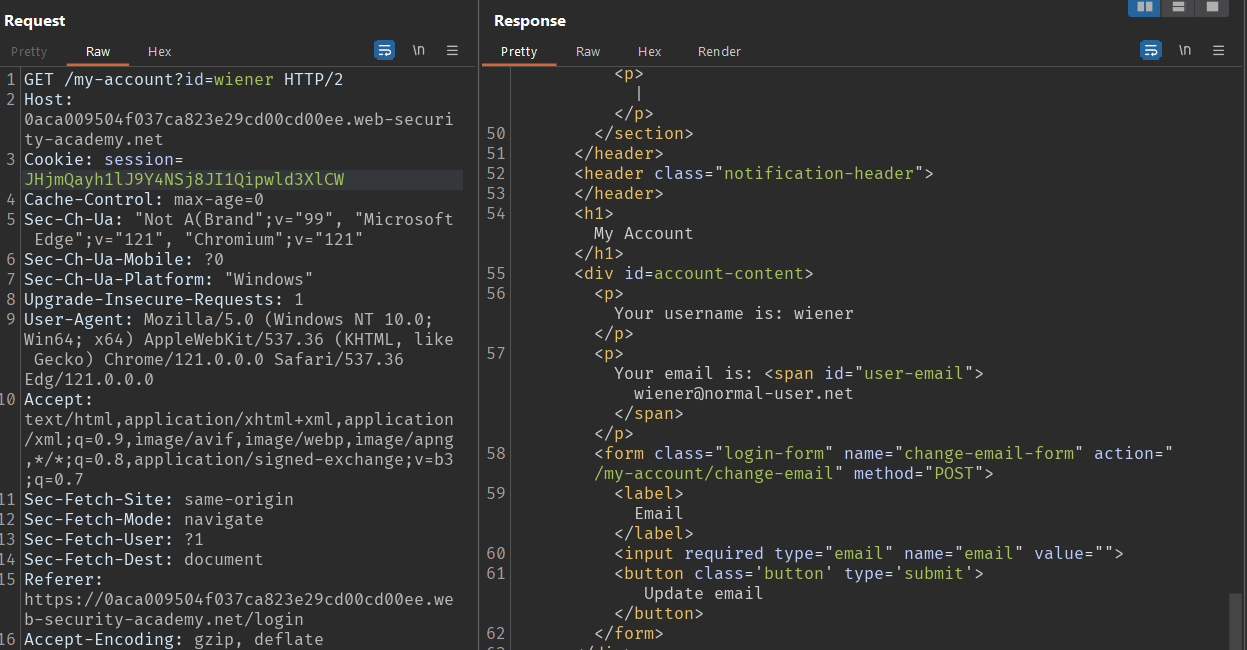 Request
Pretty Raw Hex \n
1 GET /my-account?id=wiener HTTP/2
2 Host:
0aca009504f037ca823e29cd00cd00ee.web-securi
ty-academy.net
3 Cookie: session=
JHjmQayh1lJ9Y4NSj8JI1Qipwld3XlCW
4 Cache-Control: max-age=0
5 Sec-Ch-Ua: "Not A(Brand";v="99", "Microsoft
Edge";v="121", "Chromium";v="121"
6 Sec-Ch-Ua-Mobile: ?0
7 Sec-Ch-Ua-Platform: "Windows"
8 Upgrade-Insecure-Requests: 1
9 User-Agent: Mozilla/5.0 (Windows NT 10.0;
Win64; x64) AppleWebKit/537.36 (KHTML, like
Gecko) Chrome/121.0.0.0 Safari/537.36
Edg/121.0.0.0
10 Accept:
text/html,application/xhtml+xml,application
/xml;q=0.9,image/avif,image/webp,image/apng
,*/*;q=0.8,application/signed-exchange;v=b3
;q=0.7
11 Sec-Fetch-Site: same-origin
12 Sec-Fetch-Mode: navigate
13 Sec-Fetch-User: ?1
14 Sec-Fetch-Dest: document
15 Referer:
https://0aca009504f037ca823e29cd00cd00ee.we
b-security-academy.net/login
16 Accept-Encoding: gzip, deflate
Response
Pretty Raw Hex Render \n
<p>
|
</p>
50 </section>
51 </header>
52 <header class="notification-header">
53 </header>
54 <h1>
My Account
</h1>
55 <div id=account-content>
56 <p>
Your username is: wiener
</p>
57 <p>
Your email is: <span id="user-email">
wiener@normal-user.net
</span>
</p>
58 <form class="login-form" name="change-email-form" action="
/my-account/change-email" method="POST">
59 <label>
Email
</label>
60 <input required type="email" name="email" value="">
61 <button class='button' type='submit'>
Update email
</button>
62 </form>